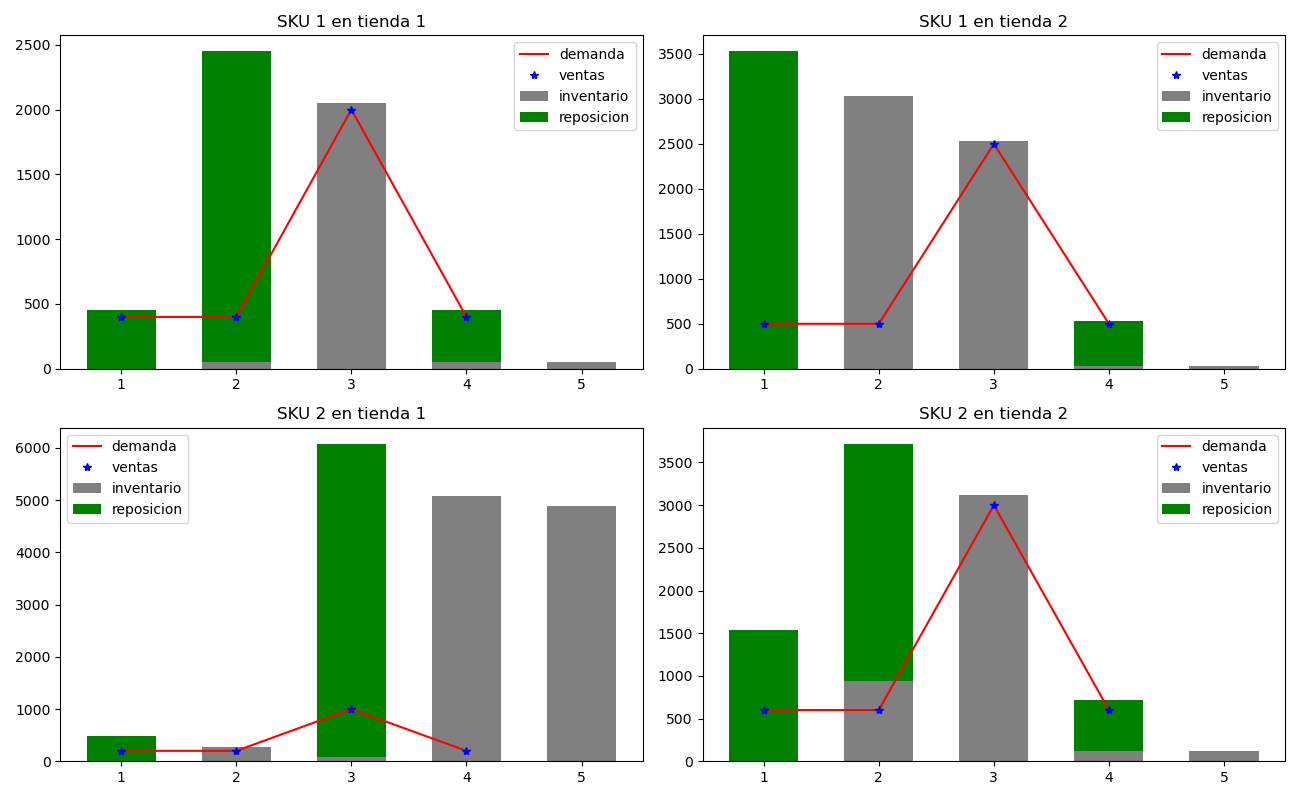 SKU 1 en tienda 1
2500
2000
1500
1000
500
0
1 2 3 4 5
demanda
ventas
inventario
reposicion
SKU 1 en tienda 2
3500
3000
2500
2000
1500
1000
500
0
1 2 3 4 5
demanda
ventas
inventario
reposicion
SKU 2 en tienda 1
6000
5000
4000
3000
2000
1000
0
1 2 3 4 5
demanda
ventas
inventario
reposicion
SKU 2 en tienda 2
3500
3000
2500
2000
1500
1000
500
0
1 2 3 4 5
demanda
ventas
inventario
reposicion